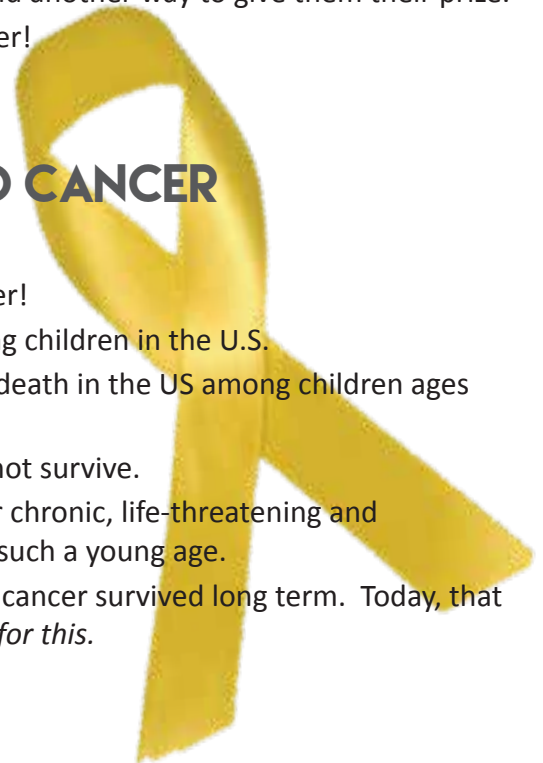 another way to give them their prize.
er!
CANCER
er!
g children in the U.S.
death in the US among children ages
not survive.
r chronic, life-threatening and
such a young age.
cancer survived long term. Today, that
for this.